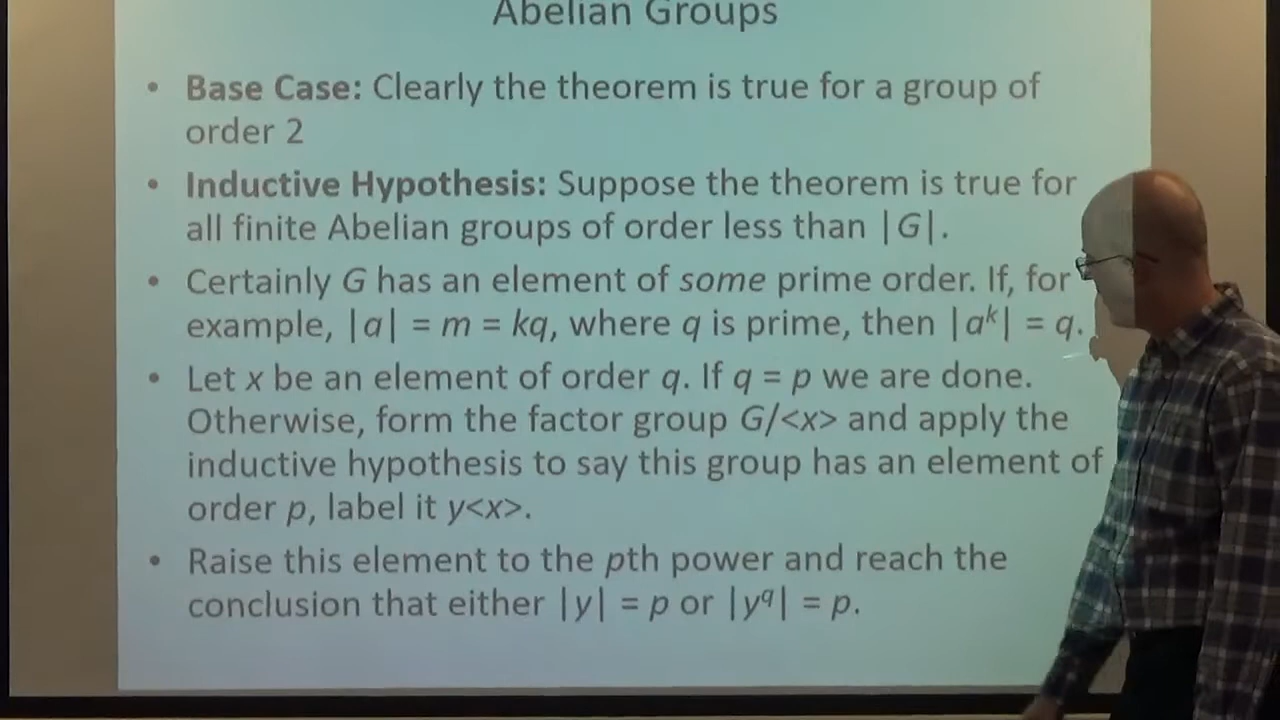 Abelian Groups
• Base Case: Clearly the theorem is true for a group of
order 2
• Inductive Hypothesis: Suppose the theorem is true for
all finite Abelian groups of order less than |G|.
• Certainly G has an element of some prime order. If, for
example, |a| = m = kq, where q is prime, then |aᵏ| = q.
• Let x be an element of order q. If q = p we are done.
Otherwise, form the factor group G/<x> and apply the
inductive hypothesis to say this group has an element of
order p, label it y<x>.
• Raise this element to the pth power and reach the
conclusion that either |y| = p or |y^q| = p.